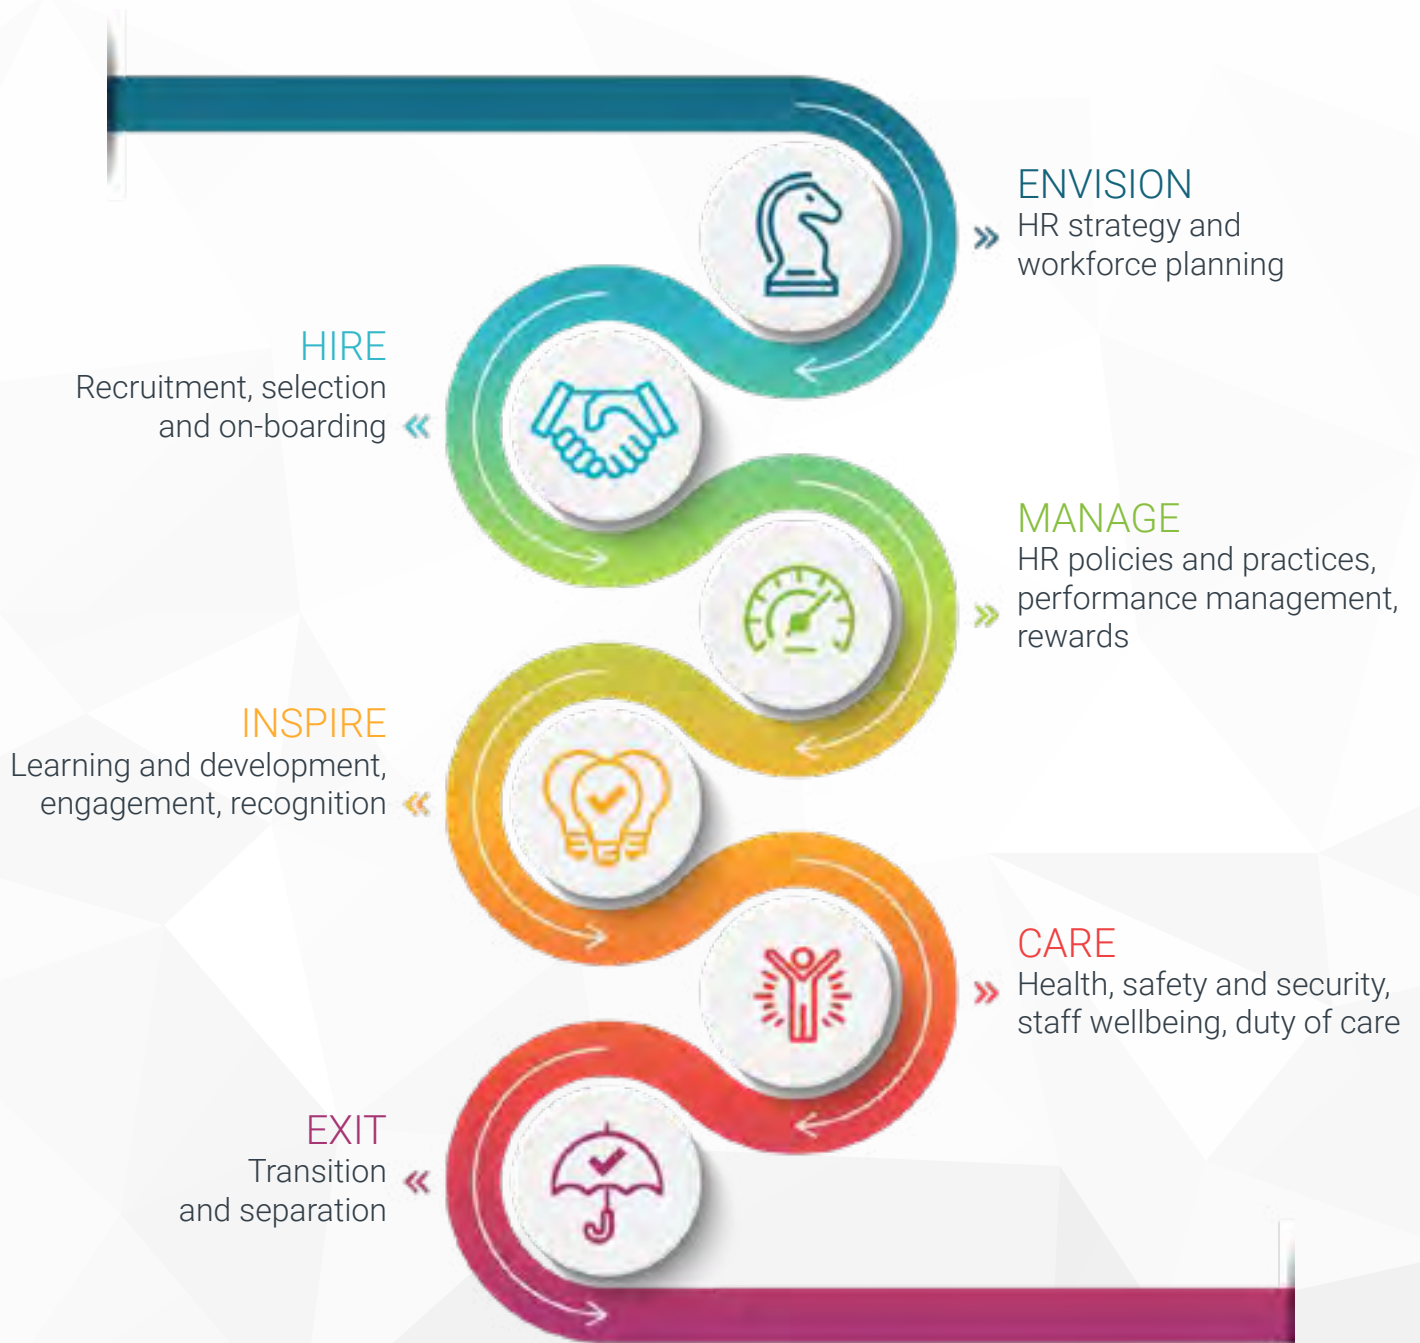 ENVISION
HR strategy and
workforce planning
HIRE
Recruitment, selection
and on-boarding
MANAGE
HR policies and practices,
performance management,
rewards
INSPIRE
Learning and development,
engagement, recognition
CARE
Health, safety and security,
staff wellbeing, duty of care
EXIT
Transition
and separation